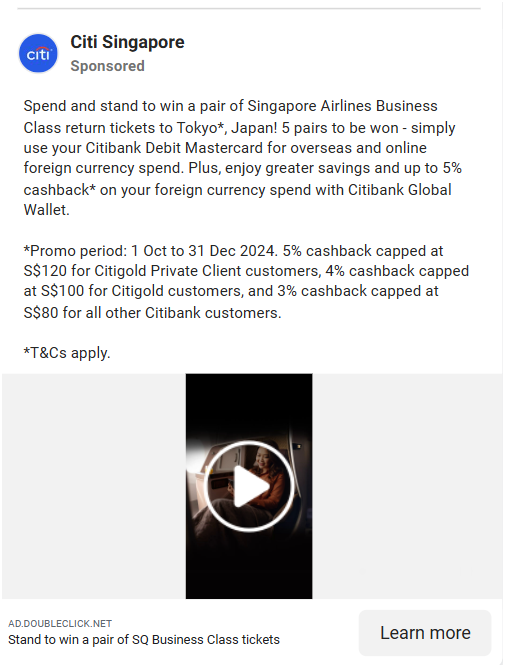 citi
Citi Singapore
Sponsored
Spend and stand to win a pair of Singapore Airlines Business
Class return tickets to Tokyo*, Japan! 5 pairs to be won - simply
use your Citibank Debit Mastercard for overseas and online
foreign currency spend. Plus, enjoy greater savings and up to 5%
cashback* on your foreign currency spend with Citibank Global
Wallet.
*Promo period: 1 Oct to 31 Dec 2024. 5% cashback capped at
S$120 for Citigold Private Client customers, 4% cashback capped
at S$100 for Citigold customers, and 3% cashback capped at
S$80 for all other Citibank customers.
*T&Cs apply.
AD.DOUBLECLICK.NET
Stand to win a pair of SQ Business Class tickets
Learn more